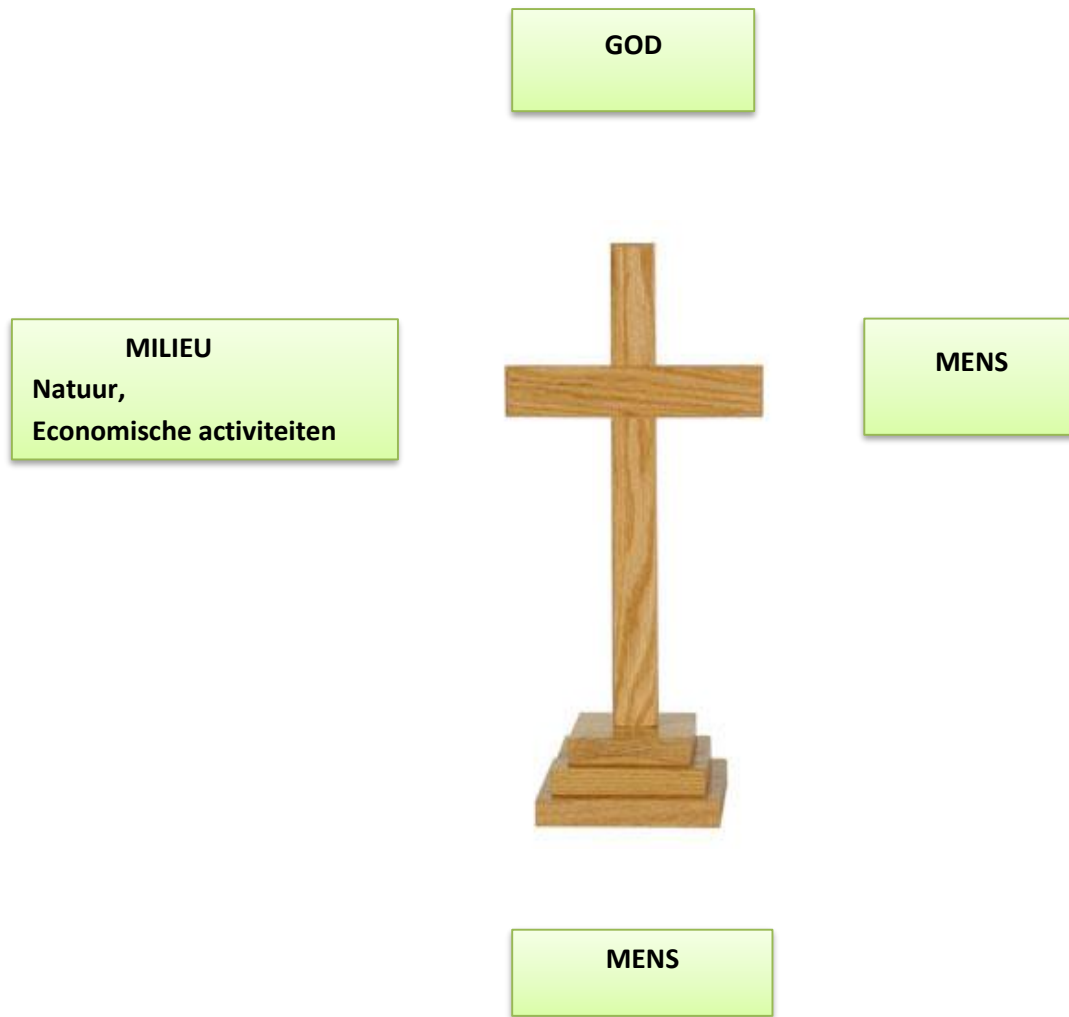 GOD
MILIEU
Natuur,
Economische activiteiten
MENS
MENS